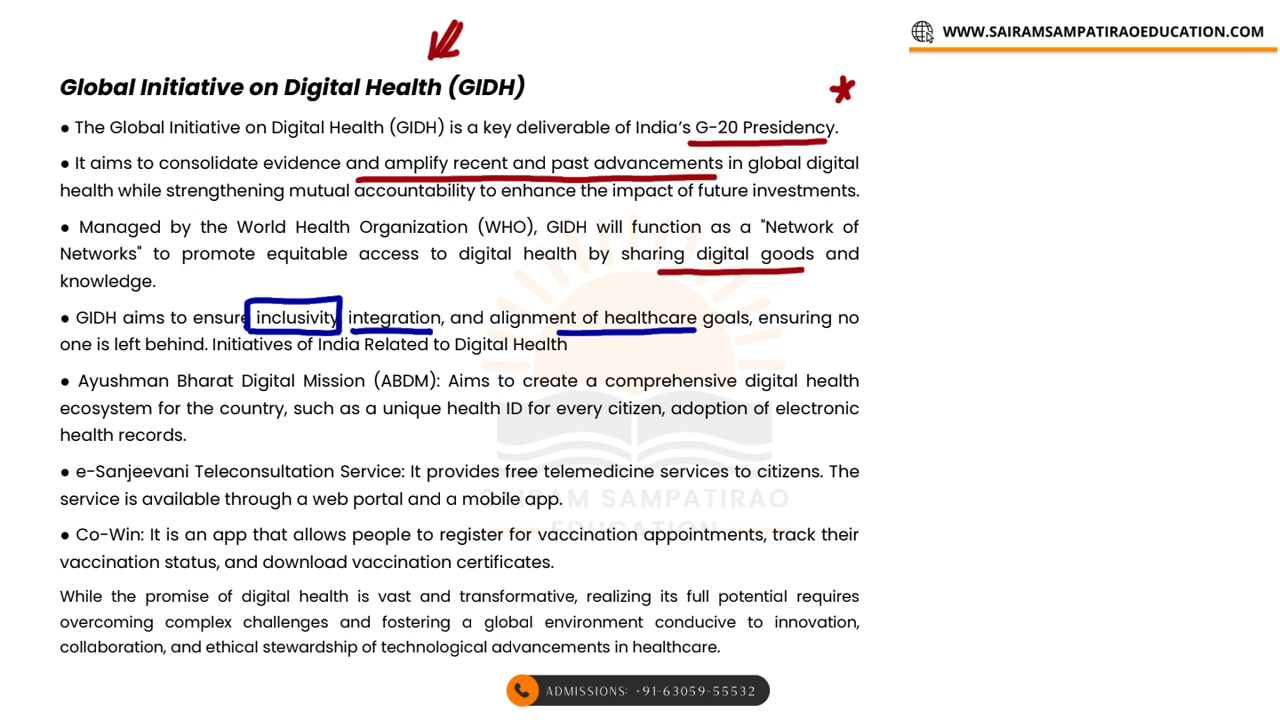 WWW.SAIRAMSAMPATIRAOEDUCATION.COM
Global Initiative on Digital Health (GIDH)
● The Global Initiative on Digital Health (GIDH) is a key deliverable of India's G-20 Presidency.
● It aims to consolidate evidence and amplify recent and past advancements in global digital
health while strengthening mutual accountability to enhance the impact of future investments.
● Managed by the World Health Organization (WHO), GIDH will function as a "Network of
Networks" to promote equitable access to digital health by sharing digital goods and
knowledge.
● GIDH aims to ensure inclusivity, integration, and alignment of healthcare goals, ensuring no
one is left behind. Initiatives of India Related to Digital Health
● Ayushman Bharat Digital Mission (ABDM): Aims to create a comprehensive digital health
ecosystem for the country, such as a unique health ID for every citizen, adoption of electronic
health records.
● e-Sanjeevani Teleconsultation Service: It provides free telemedicine services to citizens. The
service is available through a web portal and a mobile app.
● Co-Win: It is an app that allows people to register for vaccination appointments, track their
vaccination status, and download vaccination certificates.
While the promise of digital health is vast and transformative, realizing its full potential requires
overcoming complex challenges and fostering a global environment conducive to innovation,
collaboration, and ethical stewardship of technological advancements in healthcare.
SAIRAM SAMPATIRAO
EDUCATION
ADMISSIONS: +91-63059-55532